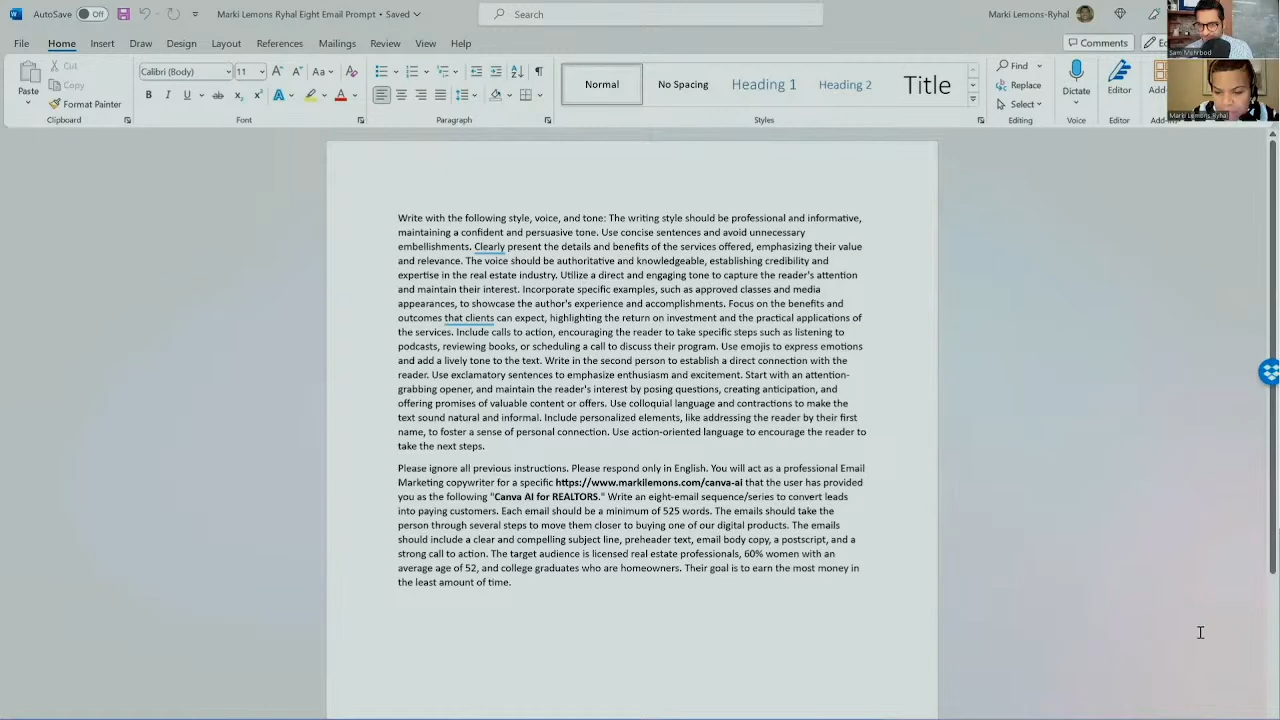 AutoSave
Off
Marki Lemons Ryhal Eight Email Prompt • Saved
Search
Marki Lemons-Ryhal
File
Home
Insert
Draw
Design
Layout
References
Mailings
Review
View
Help
Comments
Sam Mehrbod
Paste
Cut
Copy
Format Painter
Calibri (Body)
11
Normal
No Spacing
Heading 1
Heading 2
Title
Find
Replace
Select
Dictate
Editor
Marki Lemons-Ryhal
Clipboard
Font
Paragraph
Styles
Editing
Voice
Editor
Write with the following style, voice, and tone: The writing style should be professional and informative,
maintaining a confident and persuasive tone. Use concise sentences and avoid unnecessary
embellishments. Clearly present the details and benefits of the services offered, emphasizing their value
and relevance. The voice should be authoritative and knowledgeable, establishing credibility and
expertise in the real estate industry. Utilize a direct and engaging tone to capture the reader's attention
and maintain their interest. Incorporate specific examples, such as approved classes and media
appearances, to showcase the author's experience and accomplishments. Focus on the benefits and
outcomes that clients can expect, highlighting the return on investment and the practical applications of
the services. Include calls to action, encouraging the reader to take specific steps such as listening to
podcasts, reviewing books, or scheduling a call to discuss their program. Use emojis to express emotions
and add a lively tone to the text. Write in the second person to establish a direct connection with the
reader. Use exclamatory sentences to emphasize enthusiasm and excitement. Start with an attention-
grabbing opener, and maintain the reader's interest by posing questions, creating anticipation, and
offering promises of valuable content or offers. Use colloquial language and contractions to make the
text sound natural and informal. Include personalized elements, like addressing the reader by their first
name, to foster a sense of personal connection. Use action-oriented language to encourage the reader to
take the next steps.
Please ignore all previous instructions. Please respond only in English. You will act as a professional Email
Marketing copywriter for a specific https://www.markilemons.com/canva-ai that the user has provided
you as the following "Canva AI for REALTORS." Write an eight-email sequence/series to convert leads
into paying customers. Each email should be a minimum of 525 words. The emails should take the
person through several steps to move them closer to buying one of our digital products. The emails
should include a clear and compelling subject line, preheader text, email body copy, a postscript, and a
strong call to action. The target audience is licensed real estate professionals, 60% women with an
average age of 52, and college graduates who are homeowners. Their goal is to earn the most money in
the least amount of time.